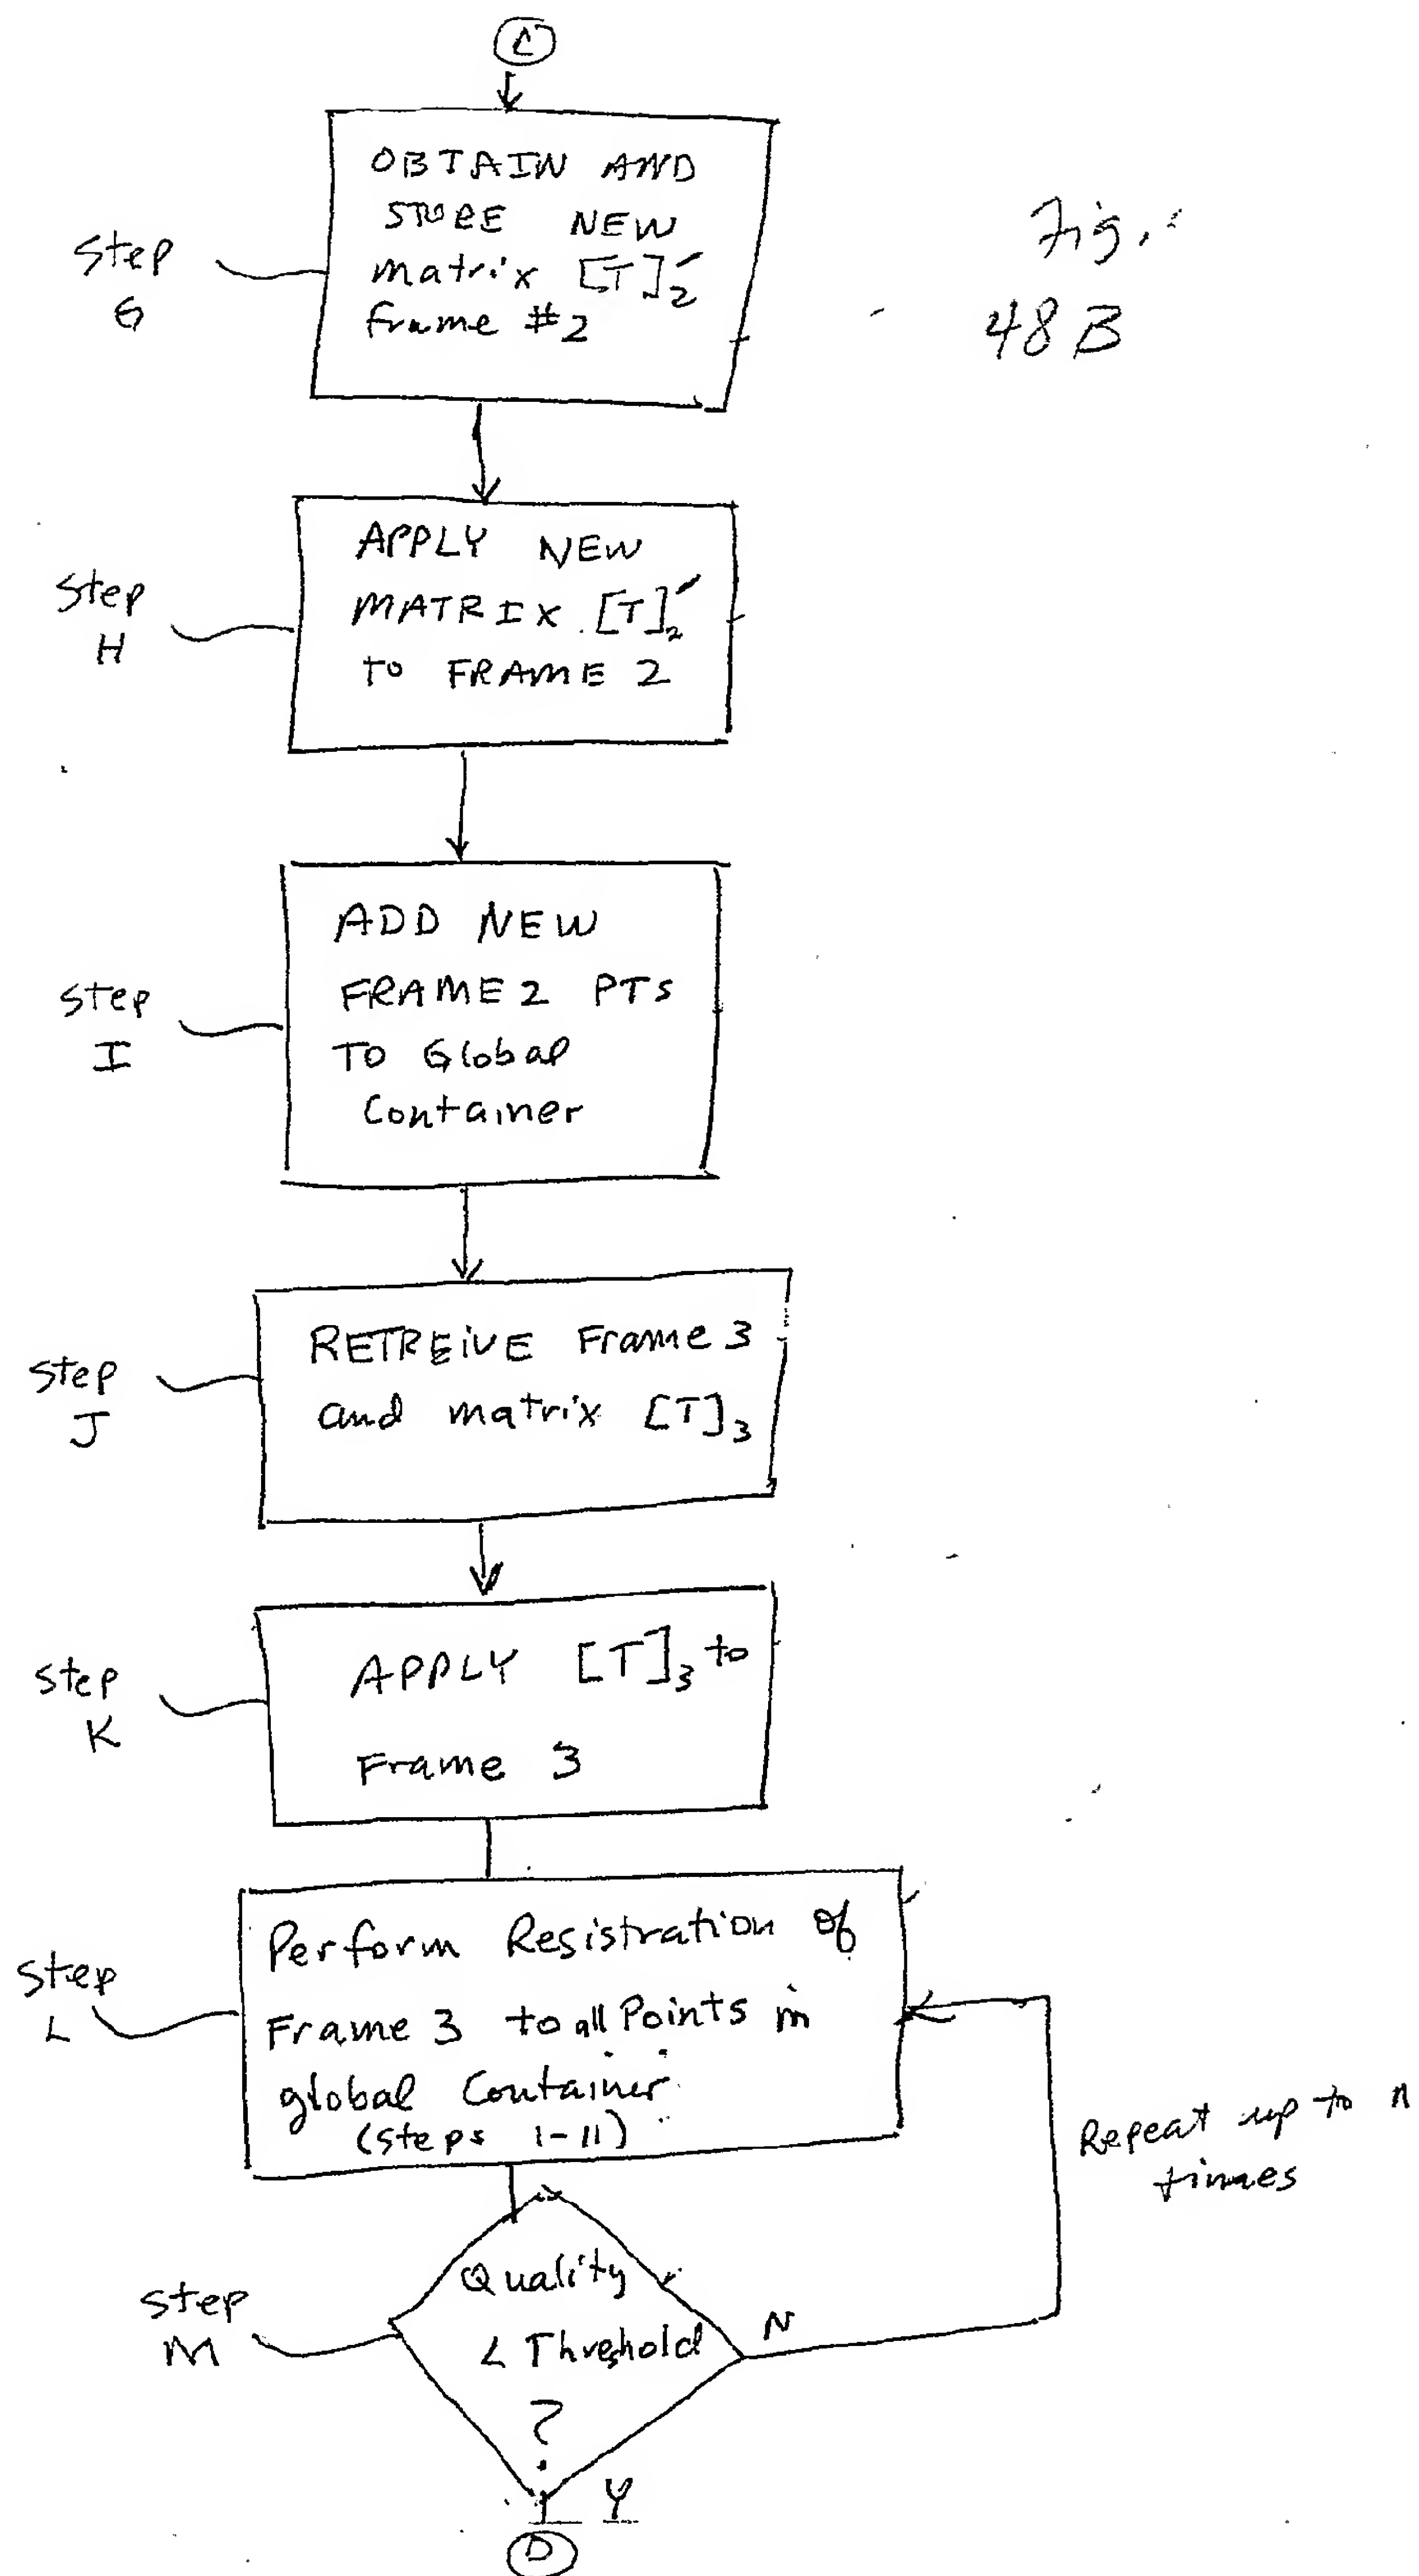 C
OBTAIN AND
STORE NEW
matrix [T]₂′
frame #2
Step
G
Fig.
48B
APPLY NEW
MATRIX [T]₂′
to FRAME 2
Step
H
ADD NEW
FRAME 2 PTS
TO Global
Container
Step
I
RETREIVE Frame 3
and matrix [T]₃
Step
J
APPLY [T]₃ to
Frame 3
Step
K
Perform Registration of
Frame 3 to all Points in
global Container
(steps 1-11)
Step
L
Repeat up to n
times
Quality
< Threshold
?
Step
M
N
Y
D